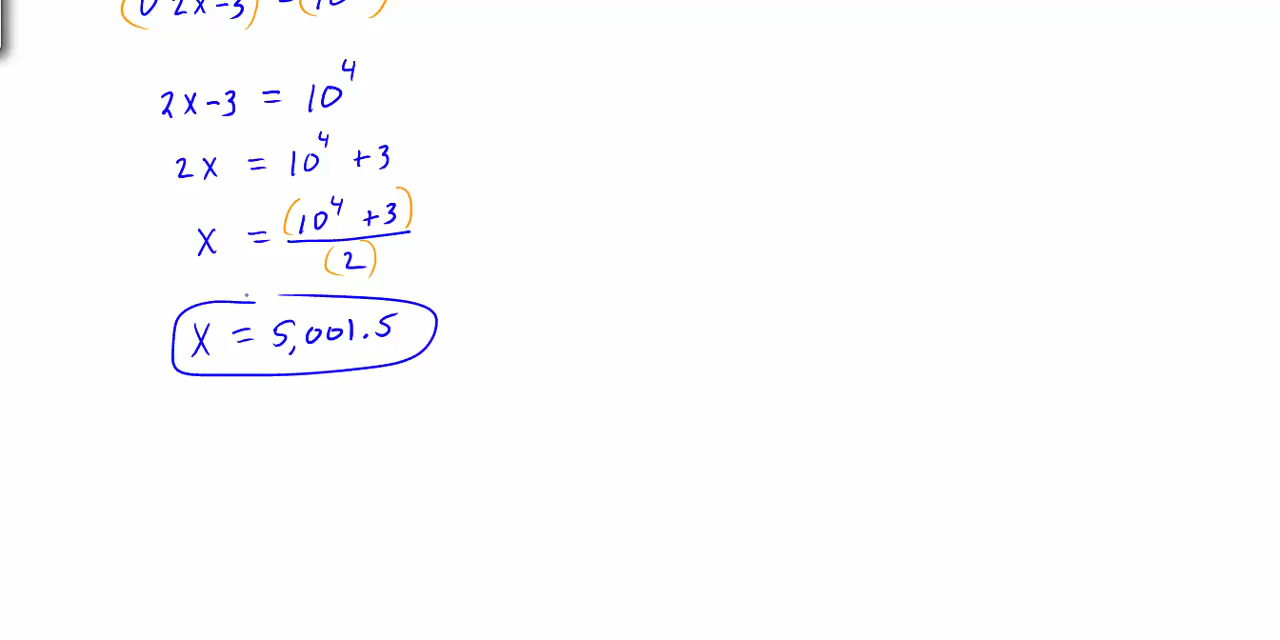 2x-3 = 10^4
2x = 10^4 +3
x = (10^4 +3)/(2)
x = 5,001.5